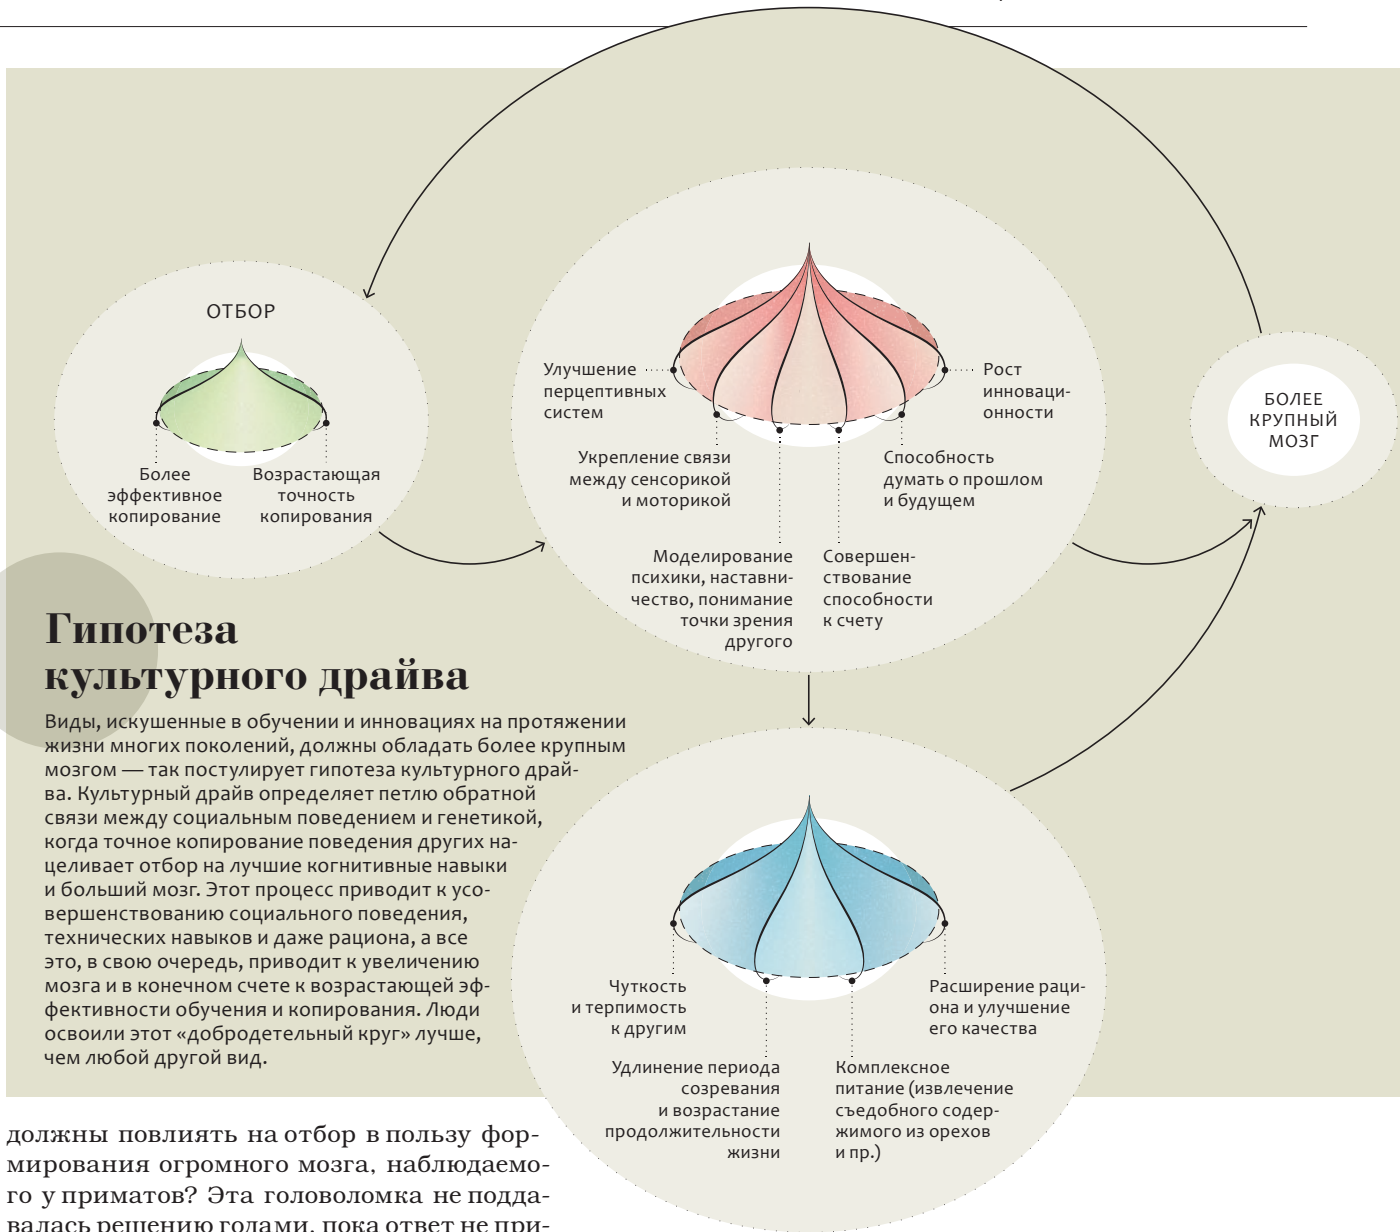 ОТБОР
Более
эффективное
копирование
Возрастающая
точность
копирования
Улучшение
перцептивных
систем
Укрепление связи
между сенсорикой
и моторикой
Моделирование
психики, наставни-
чество, понимание
точки зрения
другого
Совершен-
ствование
способности
к счету
Способность
думать о прошлом
и будущем
Рост
инноваци-
онности
БОЛЕЕ
КРУПНЫЙ
МОЗГ
Гипотеза
культурного драйва
Виды, искушенные в обучении и инновациях на протяжении
жизни многих поколений, должны обладать более крупным
мозгом — так постулирует гипотеза культурного драй-
ва. Культурный драйв определяет петлю обратной
связи между социальным поведением и генетикой,
когда точное копирование поведения других на-
целивает отбор на лучшие когнитивные навыки
и больший мозг. Этот процесс приводит к усо-
вершенствованию социального поведения,
технических навыков и даже рациона, а все
это, в свою очередь, приводит к увеличению
мозга и в конечном счете к возрастающей эф-
фективности обучения и копирования. Люди
освоили этот «добродетельный круг» лучше,
чем любой другой вид.
Чуткость
и терпимость
к другим
Удлинение периода
созревания
и возрастание
продолжительности
жизни
Комплексное
питание (извлечение
съедобного содер-
жимого из орехов
и пр.)
Расширение раци-
она и улучшение
его качества
должны повлиять на отбор в пользу фор-
мирования огромного мозга, наблюдаемо-
го у приматов? Эта головоломка не подда-
валась решению годами, пока ответ не при-